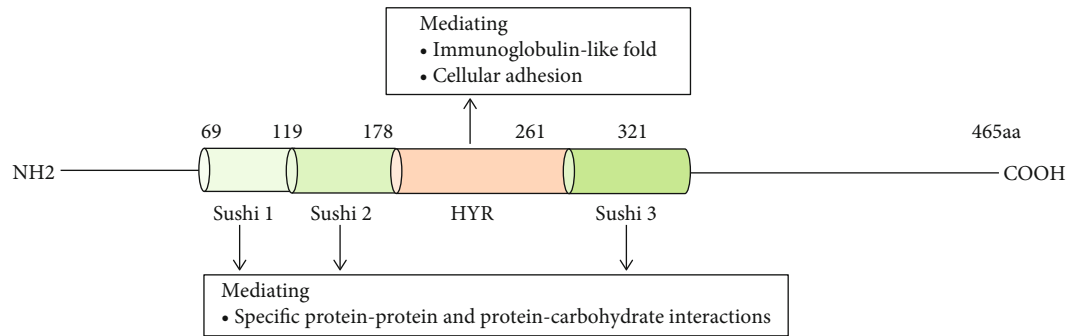 Mediating
• Immunoglobulin-like fold
• Cellular adhesion
69 119 178 261 321 465aa
NH2 COOH
Sushi 1 Sushi 2 HYR Sushi 3
Mediating
• Specific protein-protein and protein-carbohydrate interactions